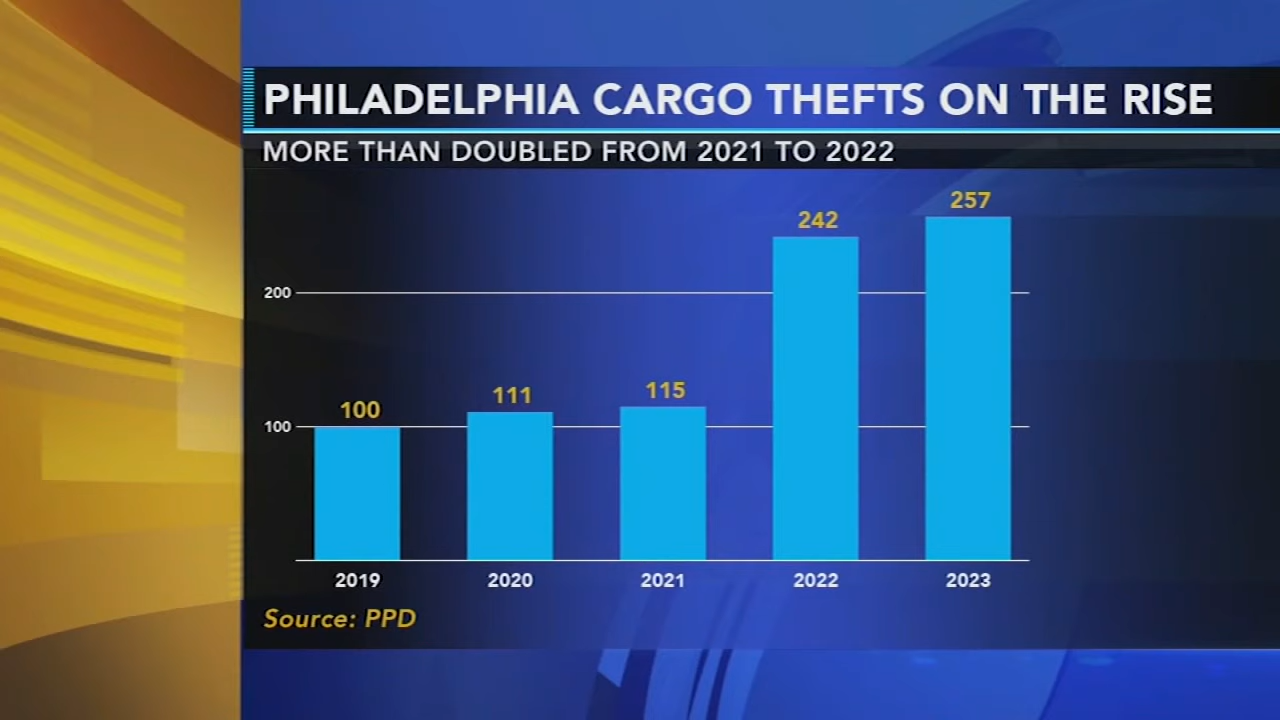 PHILADELPHIA CARGO THEFTS ON THE RISE
MORE THAN DOUBLED FROM 2021 TO 2022
257
242
200
115
111
100
100
2019 2020 2021 2022 2023
Source: PPD